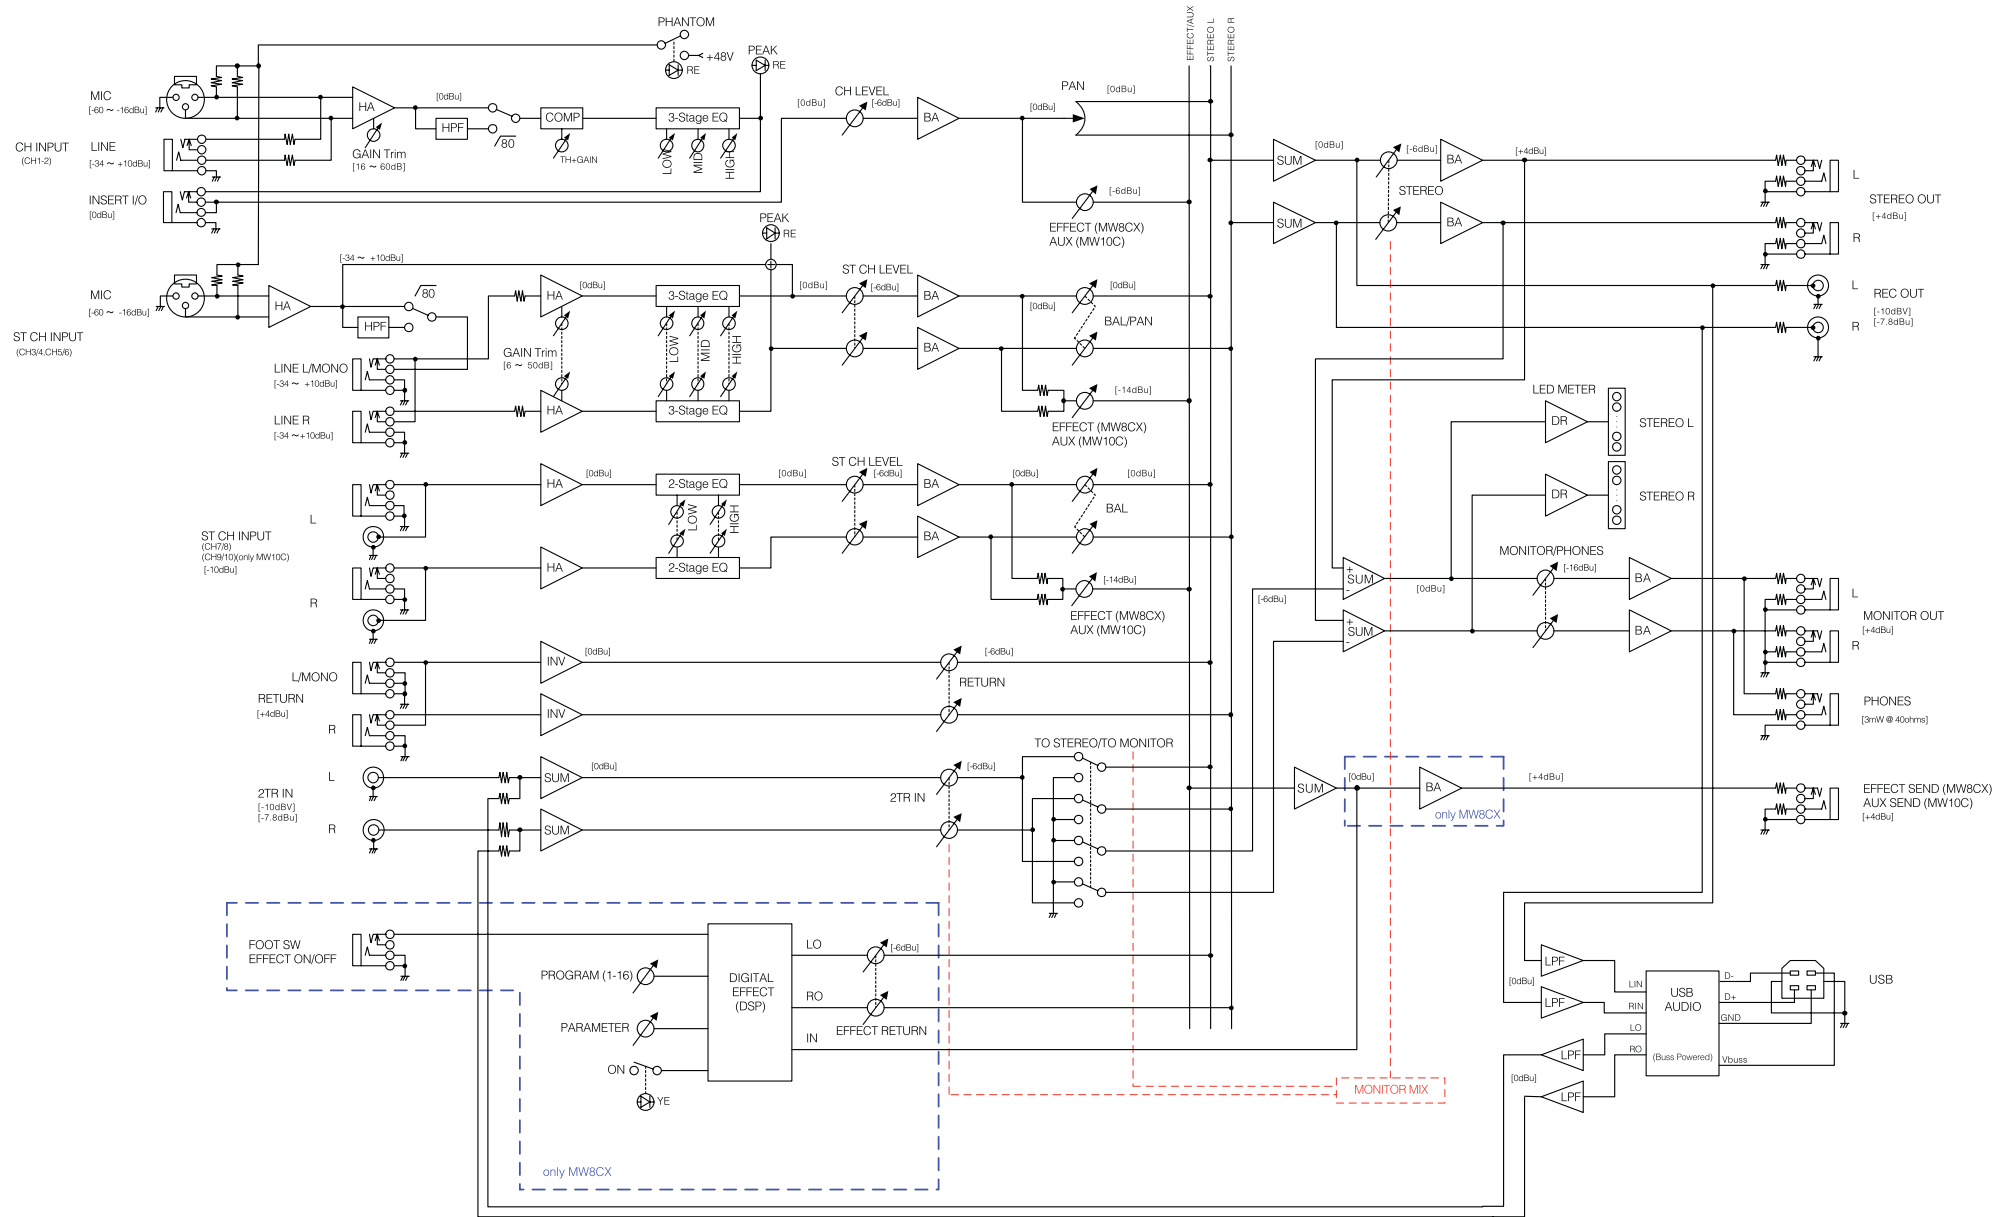 PHANTOM
+48V
RE
PEAK
RE
EFFECT/AUX
STEREO L
STEREO R
MIC
[-60 ~ -16dBu]
HA
[0dBu]
HPF
/80
COMP
TH+GAIN
3-Stage EQ
LOW
MID
HIGH
[0dBu]
CH LEVEL
[-6dBu]
BA
PAN
[0dBu]
CH INPUT
(CH1-2)
LINE
[-34 ~ +10dBu]
GAIN Trim
[16 ~ 60dB]
INSERT I/O
[0dBu]
[-6dBu]
EFFECT (MW8CX)
AUX (MW10C)
SUM
[0dBu]
[-6dBu]
BA
[+4dBu]
STEREO
SUM
BA
L
STEREO OUT
[+4dBu]
R
PEAK
RE
[-34 ~ +10dBu]
MIC
[-60 ~ -16dBu]
HA
/80
HPF
ST CH INPUT
(CH3/4,CH5/6)
HA
[0dBu]
3-Stage EQ
[0dBu]
ST CH LEVEL
[-6dBu]
BA
[0dBu]
[0dBu]
BAL/PAN
BA
L
REC OUT
[-10dBV]
[-7.8dBu]
R
GAIN Trim
[6 ~ 50dB]
LOW
MID
HIGH
LINE L/MONO
[-34 ~ +10dBu]
LINE R
[-34 ~+10dBu]
HA
3-Stage EQ
[-14dBu]
EFFECT (MW8CX)
AUX (MW10C)
LED METER
DR
STEREO L
DR
STEREO R
L
ST CH INPUT
(CH7/8)
(CH9/10)(only MW10C)
[-10dBu]
R
HA
[0dBu]
2-Stage EQ
LOW
HIGH
HA
2-Stage EQ
[0dBu]
ST CH LEVEL
[-6dBu]
BA
[0dBu]
[0dBu]
BAL
BA
[-14dBu]
EFFECT (MW8CX)
AUX (MW10C)
[-6dBu]
+
SUM
-
[0dBu]
MONITOR/PHONES
[-16dBu]
BA
+
SUM
-
BA
L
MONITOR OUT
[+4dBu]
R
PHONES
[3mW @ 40ohms]
L/MONO
RETURN
[+4dBu]
R
INV
[0dBu]
INV
[-6dBu]
RETURN
L
2TR IN
[-10dBV]
[-7.8dBu]
R
SUM
[0dBu]
SUM
[-6dBu]
2TR IN
TO STEREO/TO MONITOR
SUM
[0dBu]
BA
only MW8CX
[+4dBu]
EFFECT SEND (MW8CX)
AUX SEND (MW10C)
[+4dBu]
FOOT SW
EFFECT ON/OFF
PROGRAM (1-16)
PARAMETER
ON
YE
DIGITAL
EFFECT
(DSP)
LO
RO
IN
[-6dBu]
EFFECT RETURN
only MW8CX
MONITOR MIX
LPF
[0dBu]
LPF
LPF
[0dBu]
LPF
LIN
RIN
LO
RO
USB
AUDIO
(Buss Powered)
D-
D+
GND
Vbuss
USB